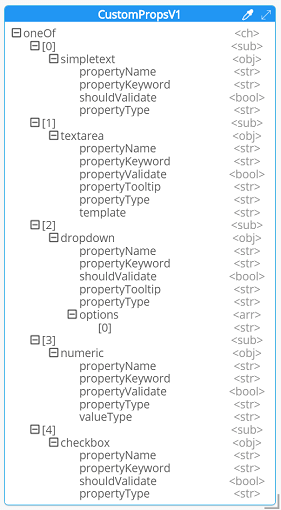 CustomPropsV1
oneOf <ch>
[0] <sub>
simpletext <obj>
propertyName <str>
propertyKeyword <str>
shouldValidate <bool>
propertyType <str>
[1] <sub>
textarea <obj>
propertyName <str>
propertyKeyword <str>
propertyValidate <bool>
propertyTooltip <str>
propertyType <str>
template <str>
[2] <sub>
dropdown <obj>
propertyName <str>
propertyKeyword <str>
shouldValidate <bool>
propertyTooltip <str>
propertyType <str>
options <arr>
[0] <str>
[3] <sub>
numeric <obj>
propertyName <str>
propertyKeyword <str>
propertyValidate <bool>
propertyType <str>
valueType <str>
[4] <sub>
checkbox <obj>
propertyName <str>
propertyKeyword <str>
shouldValidate <bool>
propertyType <str>